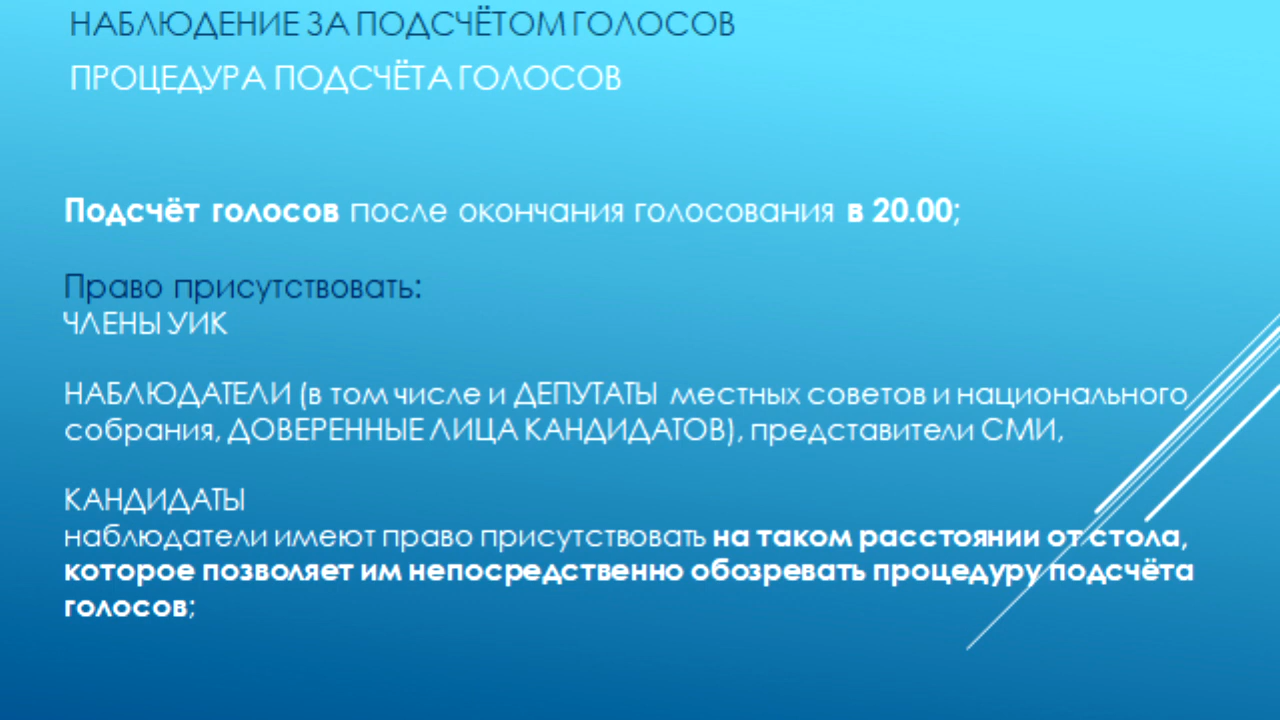 НАБЛЮДЕНИЕ ЗА ПОДСЧЁТОМ ГОЛОСОВ
ПРОЦЕДУРА ПОДСЧЁТА ГОЛОСОВ
Подсчёт голосов после окончания голосования в 20.00;
Право присутствовать:
ЧЛЕНЫ УИК
НАБЛЮДАТЕЛИ (в том числе и ДЕПУТАТЫ местных советов и национального
собрания, ДОВЕРЕННЫЕ ЛИЦА КАНДИДАТОВ), представители СМИ,
КАНДИДАТЫ
наблюдатели имеют право присутствовать на таком расстоянии от стола,
которое позволяет им непосредственно обозревать процедуру подсчёта
голосов;